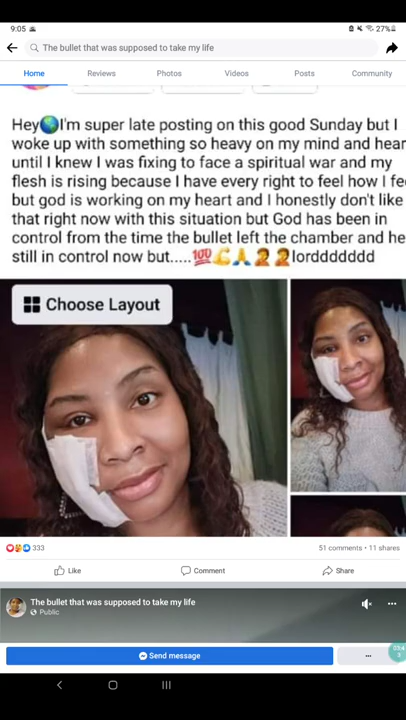 9:05 27%
The bullet that was supposed to take my life
Home Reviews Photos Videos Posts Community
Hey🌎I'm super late posting on this good Sunday but I
woke up with something so heavy on my mind and hear
until I knew I was fixing to face a spiritual war and my
flesh is rising because I have every right to feel how I fe
but god is working on my heart and I honestly don't like
that right now with this situation but God has been in
control from the time the bullet left the chamber and he
still in control now but.....💯💪🙏🤦🤦lorddddddd
Choose Layout
333 51 comments • 11 shares
Like Comment Share
The bullet that was supposed to take my life
Public
Send message